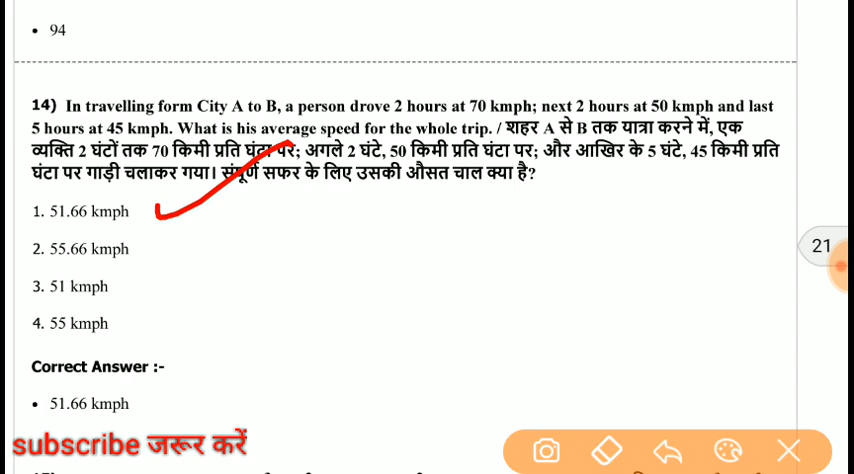 • 94
14) In travelling form City A to B, a person drove 2 hours at 70 kmph; next 2 hours at 50 kmph and last
5 hours at 45 kmph. What is his average speed for the whole trip. / शहर A से B तक यात्रा करने में, एक
व्यक्ति 2 घंटों तक 70 किमी प्रति घंटा पर; अगले 2 घंटे, 50 किमी प्रति घंटा पर; और आखिर के 5 घंटे, 45 किमी प्रति
घंटा पर गाड़ी चलाकर गया। संपूर्ण सफर के लिए उसकी औसत चाल क्या है?
1. 51.66 kmph
2. 55.66 kmph
21
3. 51 kmph
4. 55 kmph
Correct Answer :-
• 51.66 kmph
subscribe जरूर करें